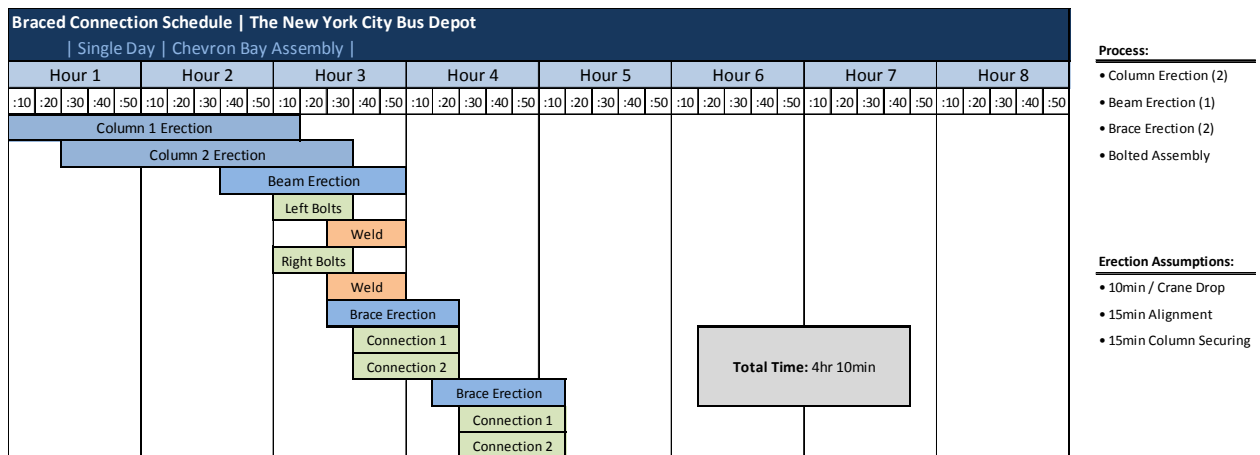 Braced Connection Schedule | The New York City Bus Depot
| Single Day | Chevron Bay Assembly |
Hour 1 Hour 2 Hour 3 Hour 4 Hour 5 Hour 6 Hour 7 Hour 8
:10 :20 :30 :40 :50 :10 :20 :30 :40 :50 :10 :20 :30 :40 :50 :10 :20 :30 :40 :50 :10 :20 :30 :40 :50 :10 :20 :30 :40 :50 :10 :20 :30 :40 :50 :10 :20 :30 :40 :50
Column 1 Erection
Column 2 Erection
Beam Erection
Left Bolts
Weld
Right Bolts
Weld
Brace Erection
Connection 1
Connection 2
Brace Erection
Connection 1
Connection 2
Total Time: 4hr 10min
Process:
• Column Erection (2)
• Beam Erection (1)
• Brace Erection (2)
• Bolted Assembly
Erection Assumptions:
• 10min / Crane Drop
• 15min Alignment
• 15min Column Securing